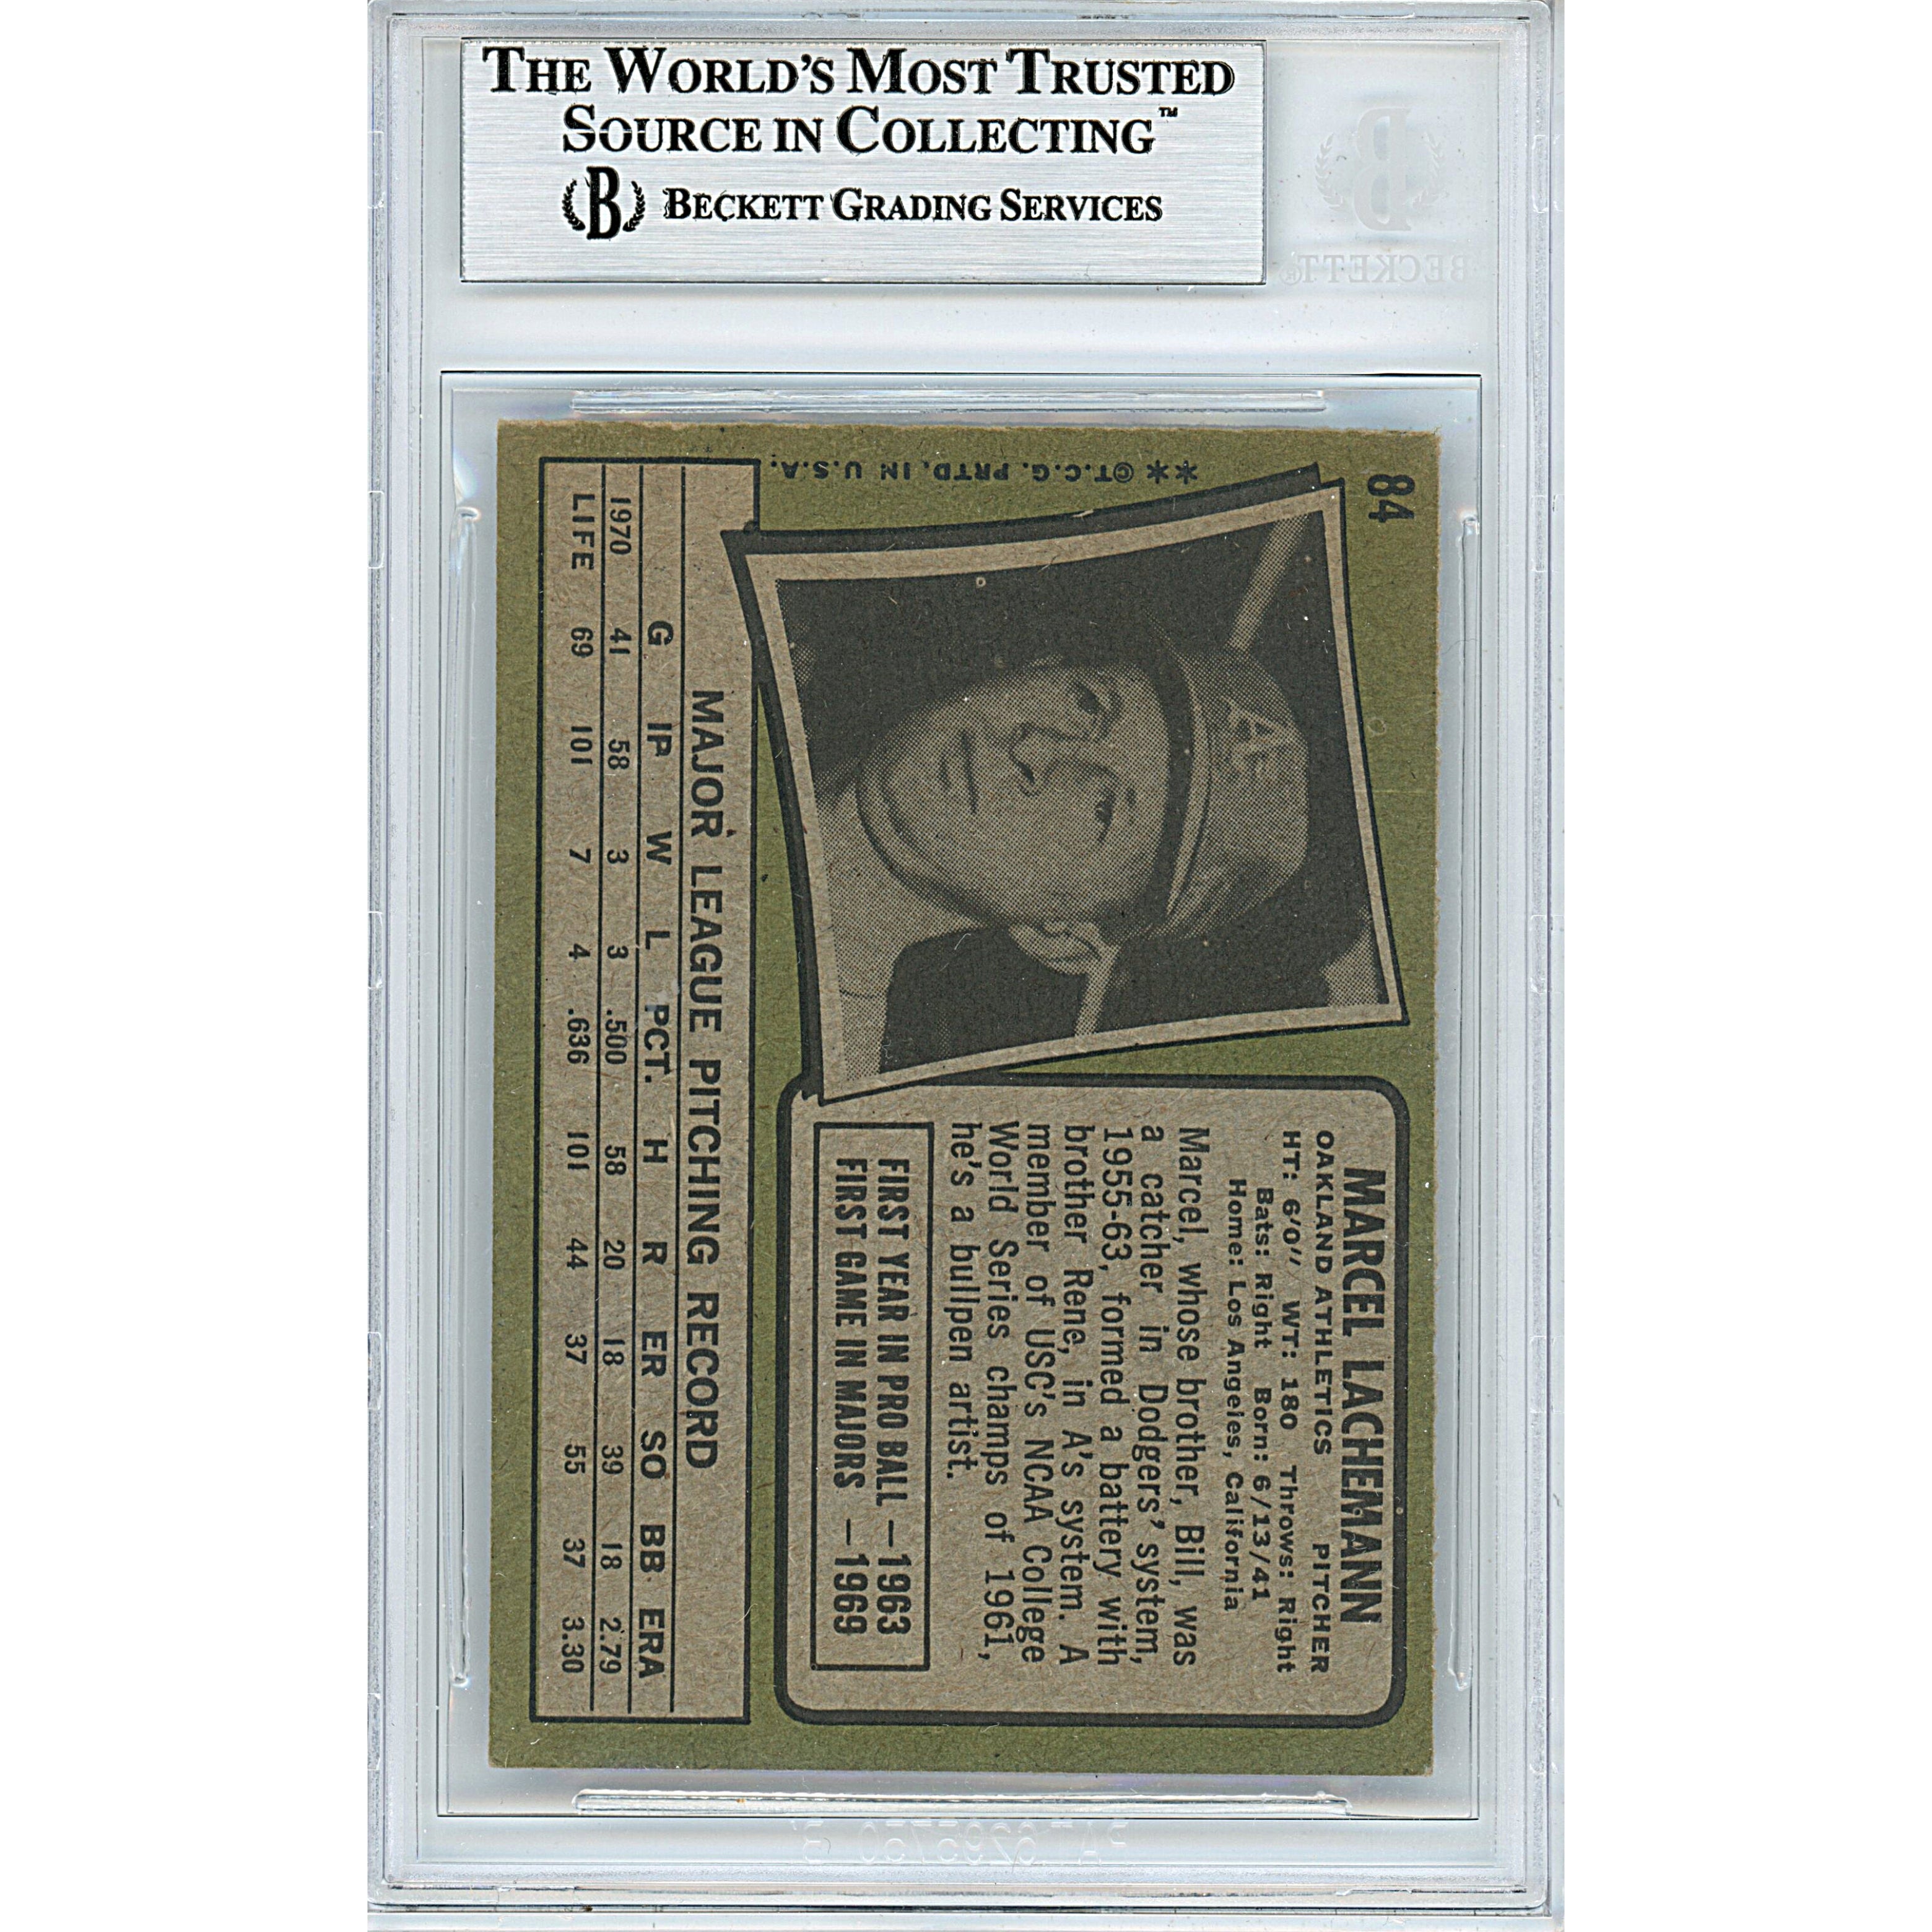 THE WORLD'S MOST TRUSTED
SOURCE IN COLLECTING™
B BECKETT GRADING SERVICES
BECKETT®
84
**©T.C.G. PRTD. IN U.S.A.
MARCEL LACHEMANN
OAKLAND ATHLETICS PITCHER
HT: 6'0" WT: 180 Throws: Right
Bats: Right Born: 6/13/41
Home: Los Angeles, California
Marcel, whose brother, Bill, was
a catcher in Dodgers' system,
1955-63, formed a battery with
brother Rene, in A's system. A
member of USC's NCAA College
World Series champs of 1961,
he's a bullpen artist.
FIRST YEAR IN PRO BALL — 1963
FIRST GAME IN MAJORS — 1969
A
MAJOR LEAGUE PITCHING RECORD
G IP W L PCT. H R ER SO BB ERA
1970 41 58 3 3 .500 58 20 18 39 18 2.79
LIFE 69 101 7 4 .636 101 44 37 55 37 3.30